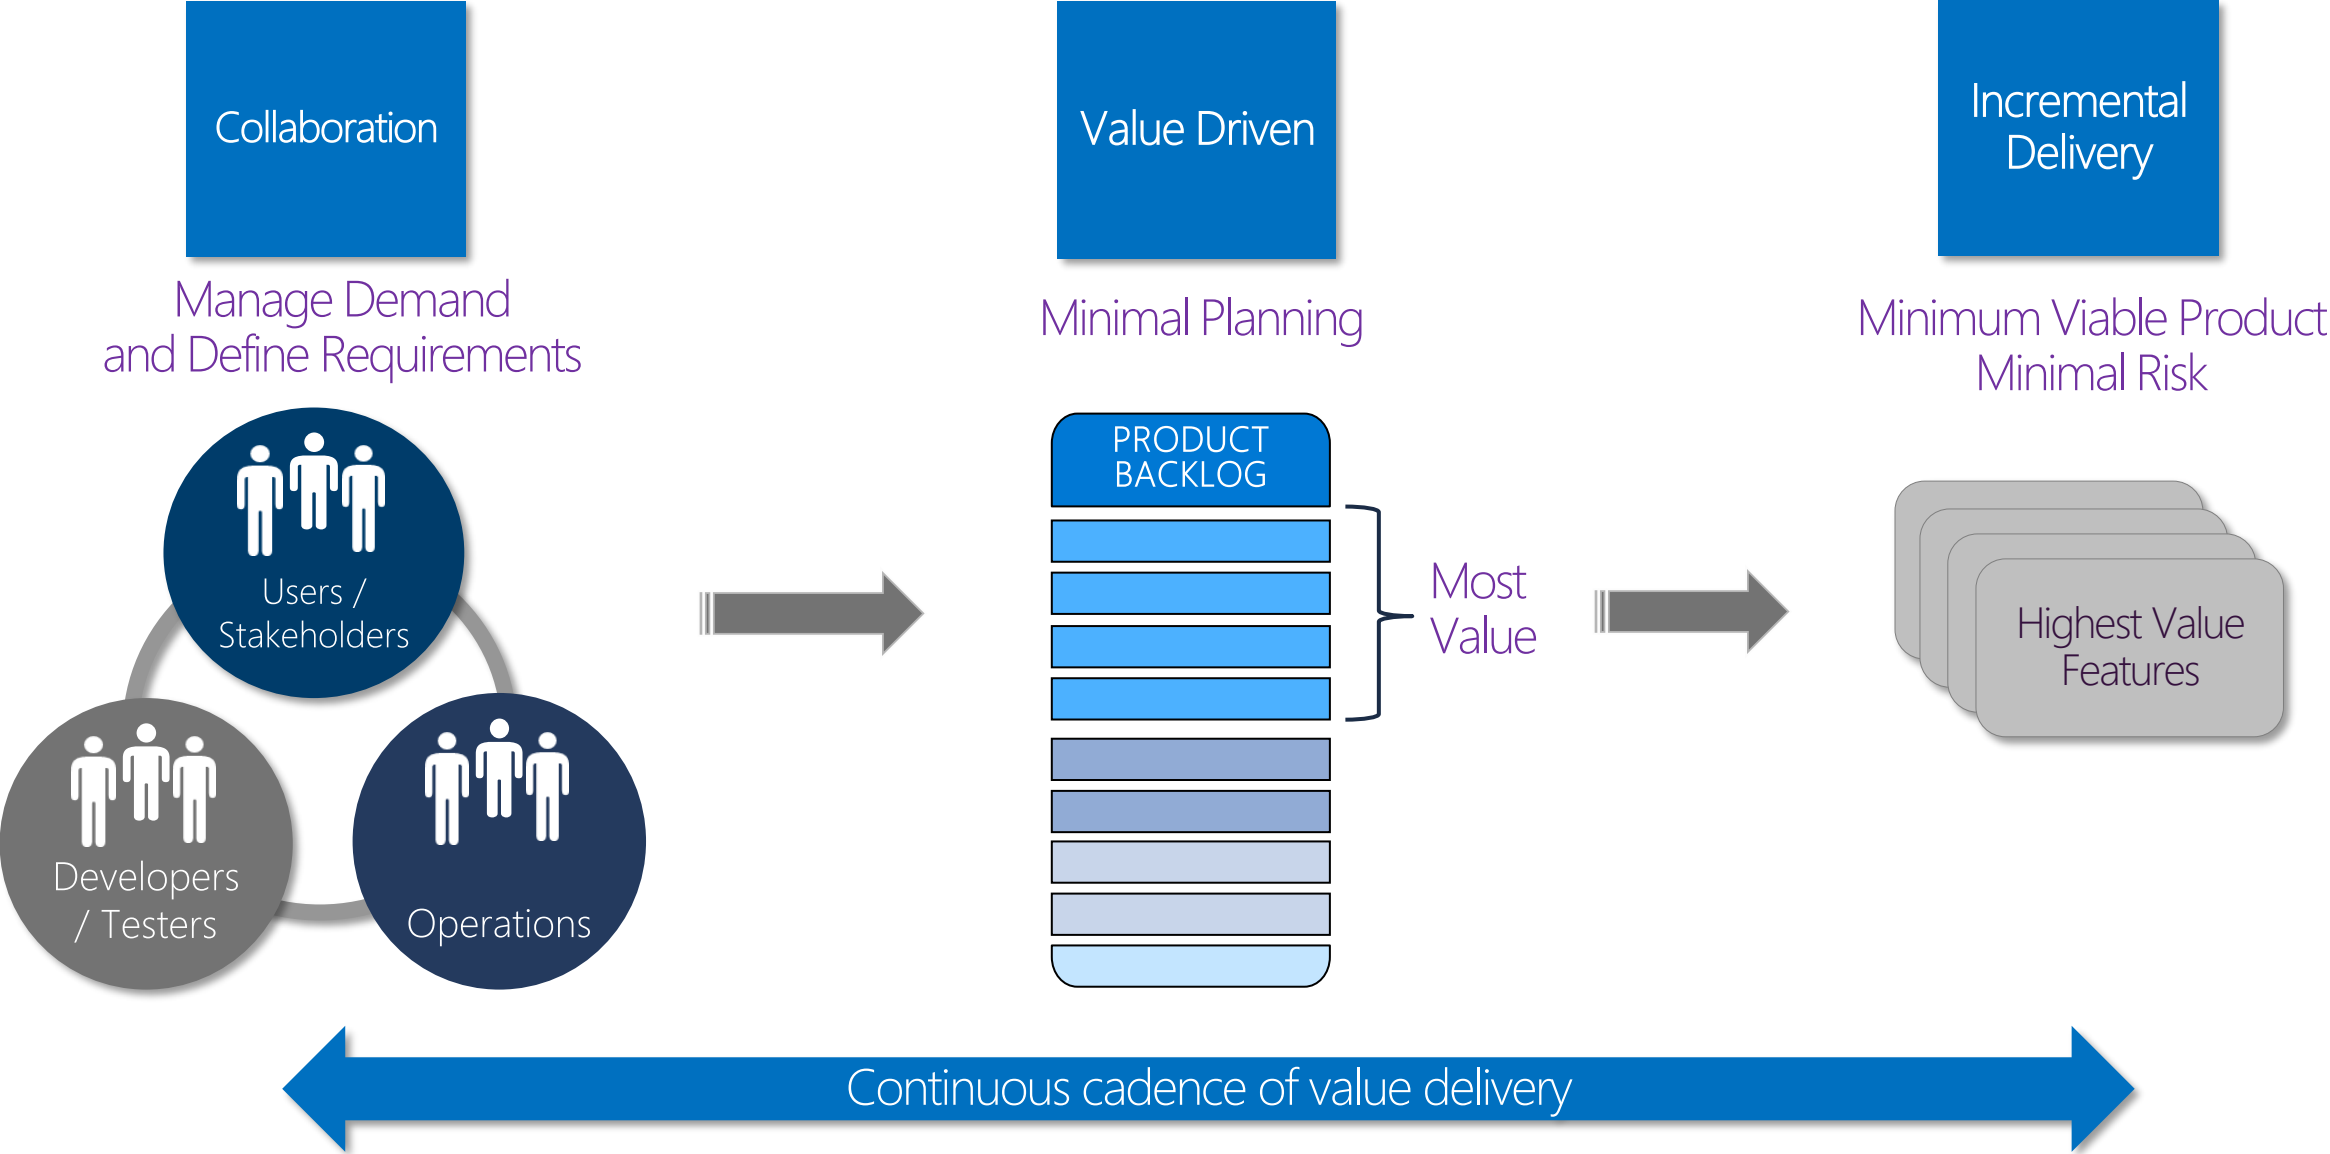 Collaboration
Manage Demand
and Define Requirements
Users /
Stakeholders
Developers
/ Testers
Operations
Value Driven
Minimal Planning
PRODUCT
BACKLOG
Most
Value
Incremental
Delivery
Minimum Viable Product
Minimal Risk
Highest Value
Features
Continuous cadence of value delivery